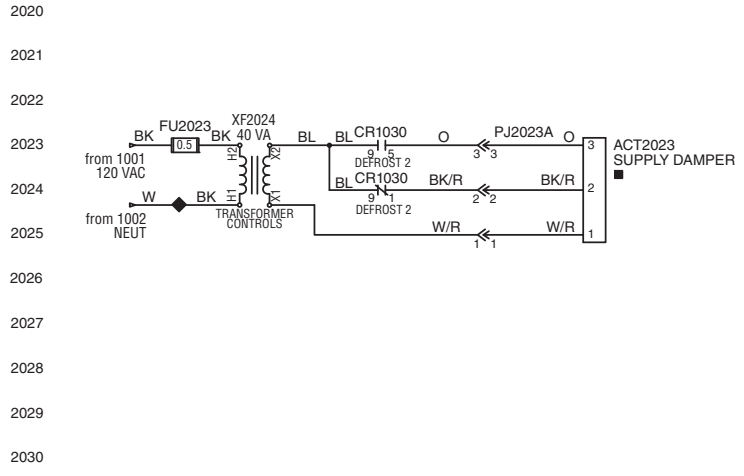 2020
2021
2022
FU2023 XF2024
40 VA
2023 BK 0.5 BK H2 X2 BL BL CR1030 O PJ2023A O 3 ACT2023
from 1001 9 5 3 3 SUPPLY DAMPER
120 VAC DEFROST 2
2024 BL CR1030 BK/R BK/R 2
W BK H1 X1 9 1 2 2
from 1002 TRANSFORMER DEFROST 2
NEUT CONTROLS
2025 W/R W/R 1
1 1
2026
2027
2028
2029
2030